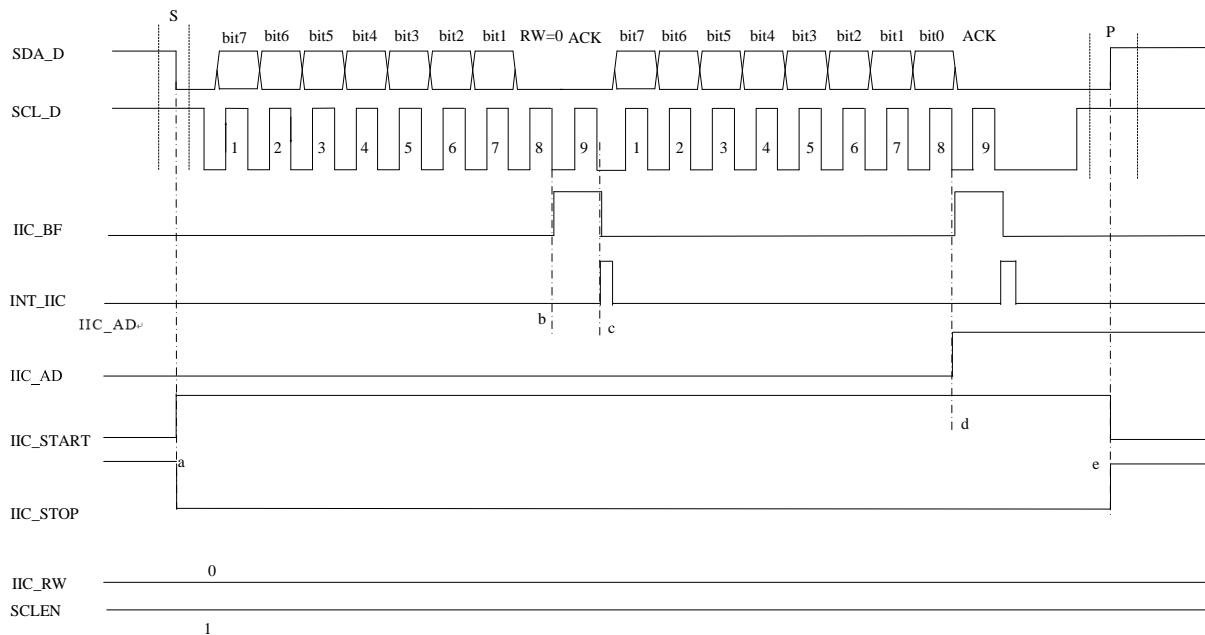 S
bit7 bit6 bit5 bit4 bit3 bit2 bit1 RW=0 ACK bit7 bit6 bit5 bit4 bit3 bit2 bit1 bit0 ACK P
SDA_D
SCL_D
1 2 3 4 5 6 7 8 9 1 2 3 4 5 6 7 8 9
IIC_BF
INT_IIC
b c
IIC_AD↵
IIC_AD
d
IIC_START
a e
IIC_STOP
0
IIC_RW
SCLEN
1